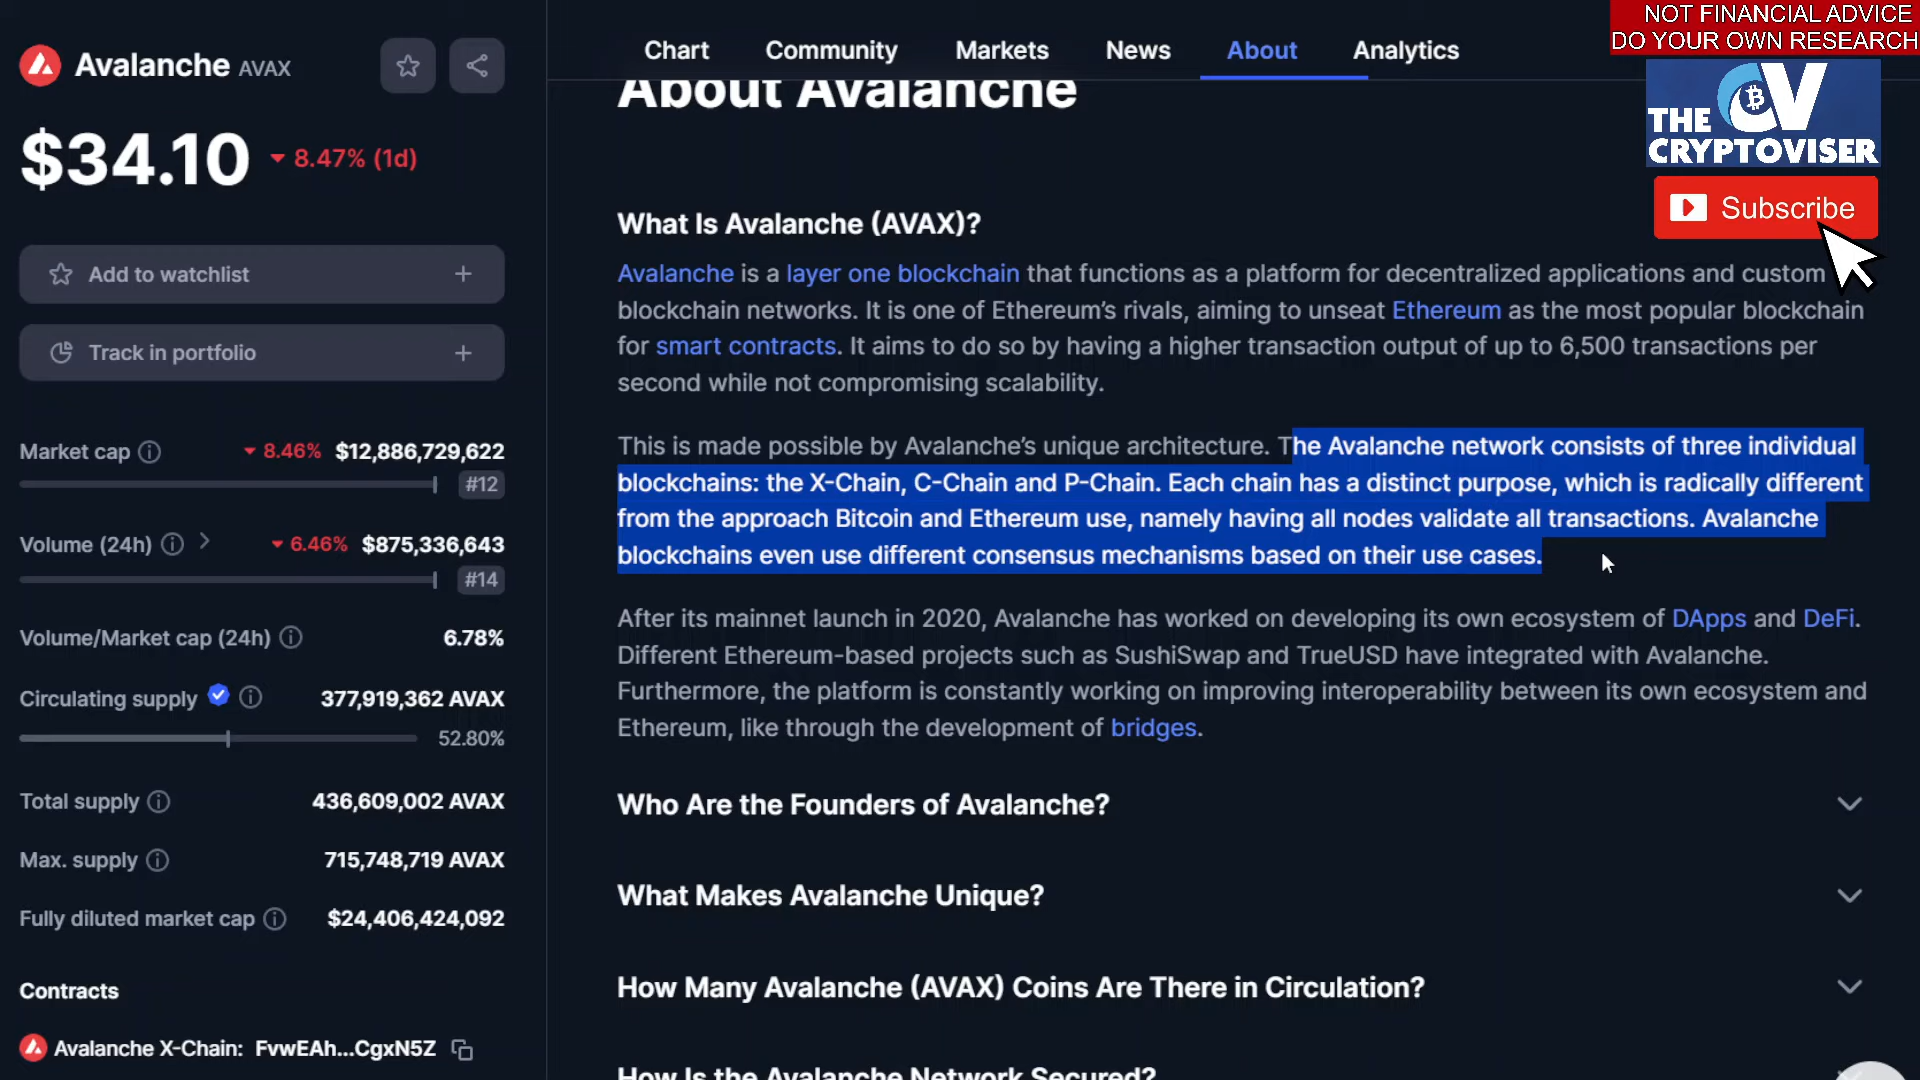 Avalanche AVAX
$34.10 8.47% (1d)
Add to watchlist
Track in portfolio
Market cap 8.46% $12,886,729,622
#12
Volume (24h) 6.46% $875,336,643
#14
Volume/Market cap (24h) 6.78%
Circulating supply 377,919,362 AVAX
52.80%
Total supply 436,609,002 AVAX
Max. supply 715,748,719 AVAX
Fully diluted market cap $24,406,424,092
Contracts
Avalanche X-Chain: FvwEAh...CgxN5Z
Chart Community Markets News About Analytics
About Avalanche
What Is Avalanche (AVAX)?
Avalanche is a layer one blockchain that functions as a platform for decentralized applications and custom
blockchain networks. It is one of Ethereum’s rivals, aiming to unseat Ethereum as the most popular blockchain
for smart contracts. It aims to do so by having a higher transaction output of up to 6,500 transactions per
second while not compromising scalability.
This is made possible by Avalanche’s unique architecture. The Avalanche network consists of three individual
blockchains: the X-Chain, C-Chain and P-Chain. Each chain has a distinct purpose, which is radically different
from the approach Bitcoin and Ethereum use, namely having all nodes validate all transactions. Avalanche
blockchains even use different consensus mechanisms based on their use cases.
After its mainnet launch in 2020, Avalanche has worked on developing its own ecosystem of DApps and DeFi.
Different Ethereum-based projects such as SushiSwap and TrueUSD have integrated with Avalanche.
Furthermore, the platform is constantly working on improving interoperability between its own ecosystem and
Ethereum, like through the development of bridges.
Who Are the Founders of Avalanche?
What Makes Avalanche Unique?
How Many Avalanche (AVAX) Coins Are There in Circulation?
How Is the Avalanche Network Secured?
NOT FINANCIAL ADVICE
DO YOUR OWN RESEARCH
THE CV
CRYPTOVISER
Subscribe